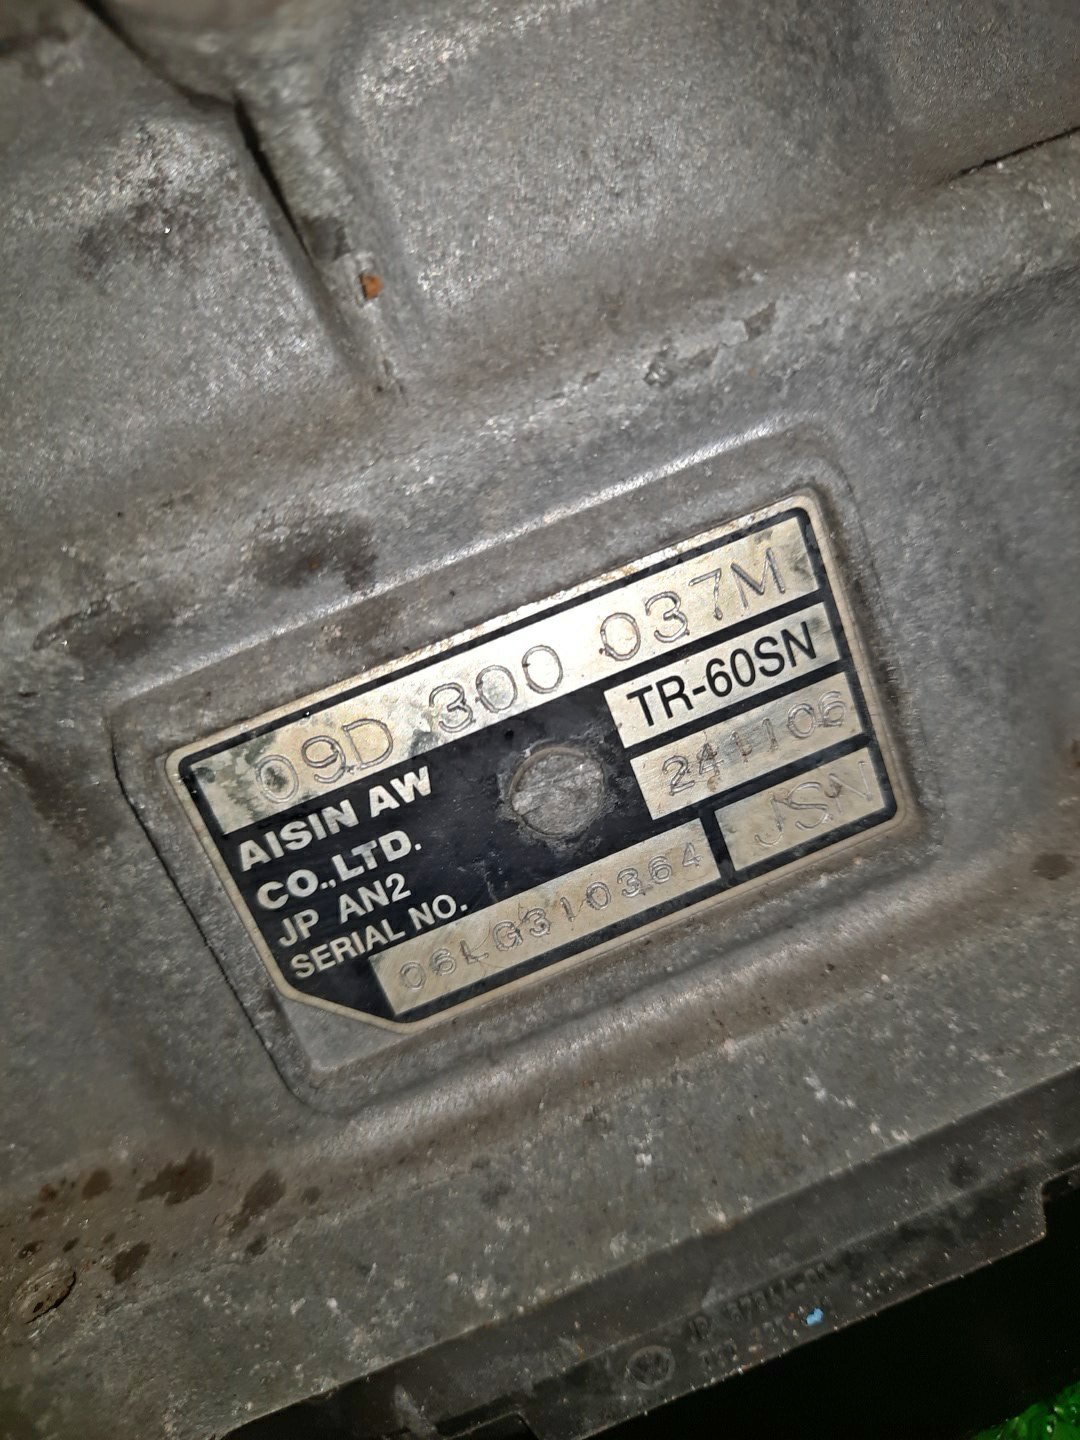 09D 300 037M
TR-60SN
241106
AISIN AW
CO.,LTD.
JP AN2
JSN
SERIAL NO.
06LG310364